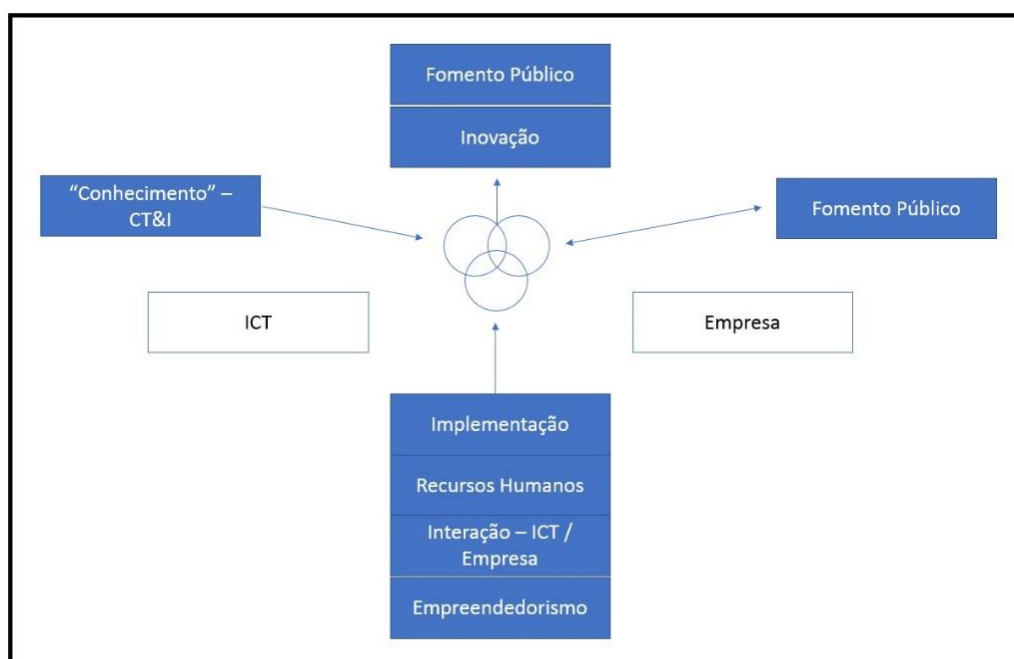 Fomento Público
Inovação
“Conhecimento” –
CT&I
Fomento Público
ICT
Empresa
Implementação
Recursos Humanos
Interação – ICT /
Empresa
Empreendedorismo